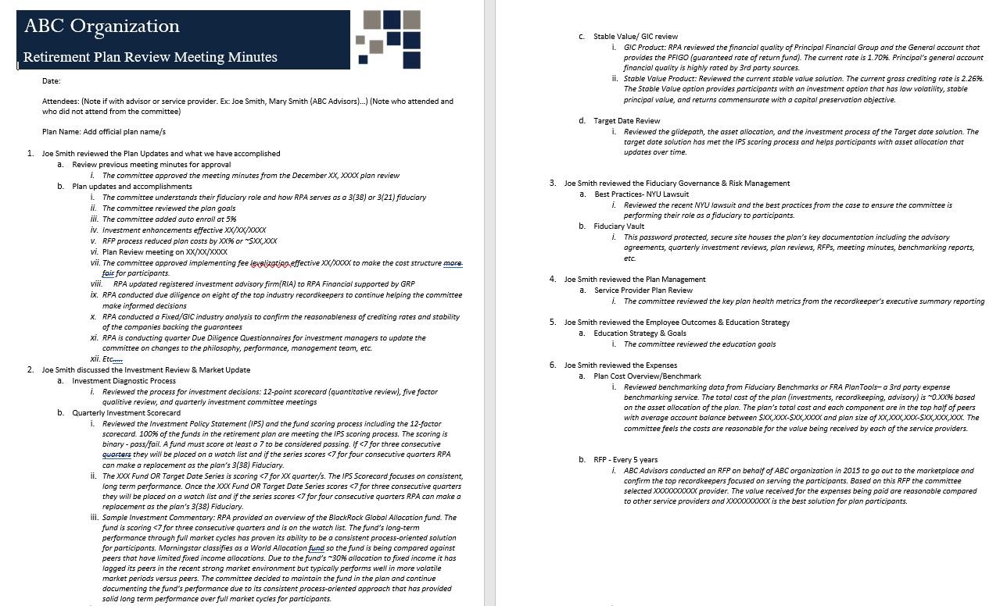 ABC Organization
Retirement Plan Review Meeting Minutes
Date:
Attendees: (Note if with advisor or service provider. Ex: Joe Smith, Mary Smith (ABC Advisors)...) (Note who attended and
who did not attend from the committee)
Plan Name: Add official plan name/s
1. Joe Smith reviewed the Plan Updates and what we have accomplished
a. Review previous meeting minutes for approval
i. The committee approved the meeting minutes from the December XX, XXXX plan review
b. Plan updates and accomplishments
i. The committee understands their fiduciary role and how RPA serves as a 3(38) or 3(21) fiduciary
ii. The committee reviewed the plan goals
iii. The committee added auto enroll at 5%
iv. Investment enhancements effective XX/XX/XXXX
v. RFP process reduced plan costs by XX% or ~$XX,XXX
vi. Plan Review meeting on XX/XX/XXXX
vii. The committee approved implementing fee levelization effective XX/XXXX to make the cost structure more
fair for participants.
viii. RPA updated registered investment advisory firm(RIA) to RPA Financial supported by GRP
ix. RPA conducted due diligence on eight of the top industry recordkeepers to continue helping the committee
make informed decisions
x. RPA conducted a Fixed/GIC industry analysis to confirm the reasonableness of crediting rates and stability
of the companies backing the guarantees
xi. RPA is conducting quarter Due Diligence Questionnaires for investment managers to update the
committee on changes to the philosophy, performance, management team, etc.
xii. Etc.....
2. Joe Smith discussed the Investment Review & Market Update
a. Investment Diagnostic Process
i. Reviewed the process for investment decisions: 12-point scorecard (quantitative review), five factor
qualitive review, and quarterly investment committee meetings
b. Quarterly Investment Scorecard
i. Reviewed the Investment Policy Statement (IPS) and the fund scoring process including the 12-factor
scorecard. 100% of the funds in the retirement plan are meeting the IPS scoring process. The scoring is
binary - pass/fail. A fund must score at least a 7 to be considered passing. If <7 for three consecutive
quarters they will be placed on a watch list and if the series scores <7 for four consecutive quarters RPA
can make a replacement as the plan's 3(38) Fiduciary.
ii. The XXX Fund OR Target Date Series is scoring <7 for XX quarter/s. The IPS Scorecard focuses on consistent,
long term performance. Once the XXX Fund OR Target Date Series scores <7 for three consecutive quarters
they will be placed on a watch list and if the series scores <7 for four consecutive quarters RPA can make a
replacement as the plan's 3(38) Fiduciary.
iii. Sample Investment Commentary: RPA provided an overview of the BlackRock Global Allocation fund. The
fund is scoring <7 for three consecutive quarters and is on the watch list. The fund's long-term
performance through full market cycles has proven its ability to be a consistent process-oriented solution
for participants. Morningstar classifies as a World Allocation fund so the fund is being compared against
peers that have limited fixed income allocations. Due to the fund's ~30% allocation to fixed income it has
lagged its peers in the recent strong market environment but typically performs well in more volatile
market periods versus peers. The committee decided to maintain the fund in the plan and continue
documenting the fund's performance due to its consistent process-oriented approach that has provided
solid long term performance over full market cycles for participants.
c. Stable Value/ GIC review
i. GIC Product: RPA reviewed the financial quality of Principal Financial Group and the General account that
provides the PFIGO (guaranteed rate of return fund). The current rate is 1.70%. Principal's general account
financial quality is highly rated by 3rd party sources.
ii. Stable Value Product: Reviewed the current stable value solution. The current gross crediting rate is 2.26%.
The Stable Value option provides participants with an investment option that has low volatility, stable
principal value, and returns commensurate with a capital preservation objective.
d. Target Date Review
i. Reviewed the glidepath, the asset allocation, and the investment process of the Target date solution. The
target date solution has met the IPS scoring process and helps participants with asset allocation that
updates over time.
3. Joe Smith reviewed the Fiduciary Governance & Risk Management
a. Best Practices- NYU Lawsuit
i. Reviewed the recent NYU lawsuit and the best practices from the case to ensure the committee is
performing their role as a fiduciary to participants.
b. Fiduciary Vault
i. This password protected, secure site houses the plan's key documentation including the advisory
agreements, quarterly investment reviews, plan reviews, RFPs, meeting minutes, benchmarking reports,
etc.
4. Joe Smith reviewed the Plan Management
a. Service Provider Plan Review
i. The committee reviewed the key plan health metrics from the recordkeeper's executive summary reporting
5. Joe Smith reviewed the Employee Outcomes & Education Strategy
a. Education Strategy & Goals
i. The committee reviewed the education goals
6. Joe Smith reviewed the Expenses
a. Plan Cost Overview/Benchmark
i. Reviewed benchmarking data from Fiduciary Benchmarks or FRA PlanTools– a 3rd party expense
benchmarking service. The total cost of the plan (investments, recordkeeping, advisory) is ~0.XX% based
on the asset allocation of the plan. The plan's total cost and each component are in the top half of peers
with average account balance between $XX,XXX-$XX,XXXX and plan size of XX,XXX,XXX-$XX,XXX,XXX. The
committee feels the costs are reasonable for the value being received by each of the service providers.
b. RFP - Every 5 years
i. ABC Advisors conducted an RFP on behalf of ABC organization in 2015 to go out to the marketplace and
confirm the top recordkeepers focused on serving the participants. Based on this RFP the committee
selected XXXXXXXXXX provider. The value received for the expenses being paid are reasonable compared
to other service providers and XXXXXXXXXX is the best solution for plan participants.